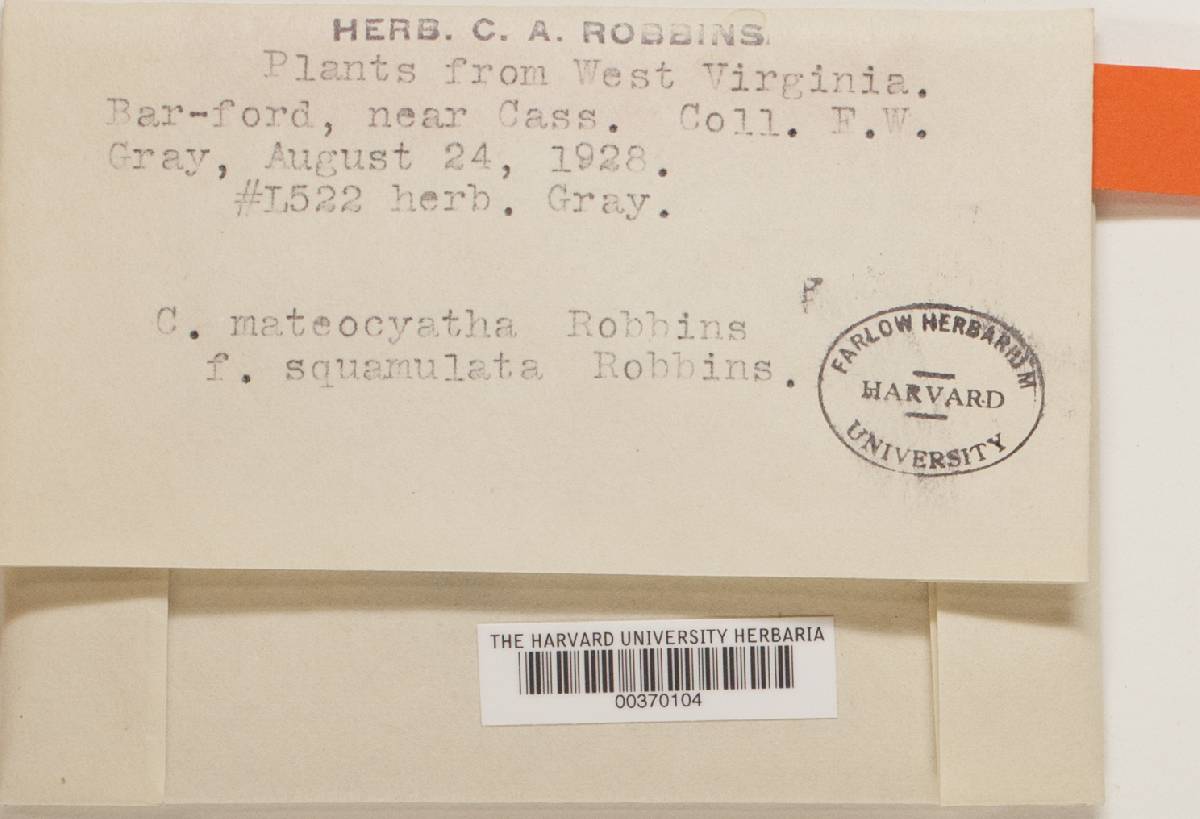 HERB. C. A. ROBBINS.
Plants from West Virginia.
Bar-ford, near Cass. Coll. F.W.
Gray, August 24, 1928.
#L522 herb. Gray.
C. mateocyatha Robbins
f. squamulata Robbins.
FARLOW HERBARIUM
HARVARD
UNIVERSITY
THE HARVARD UNIVERSITY HERBARIA
00370104